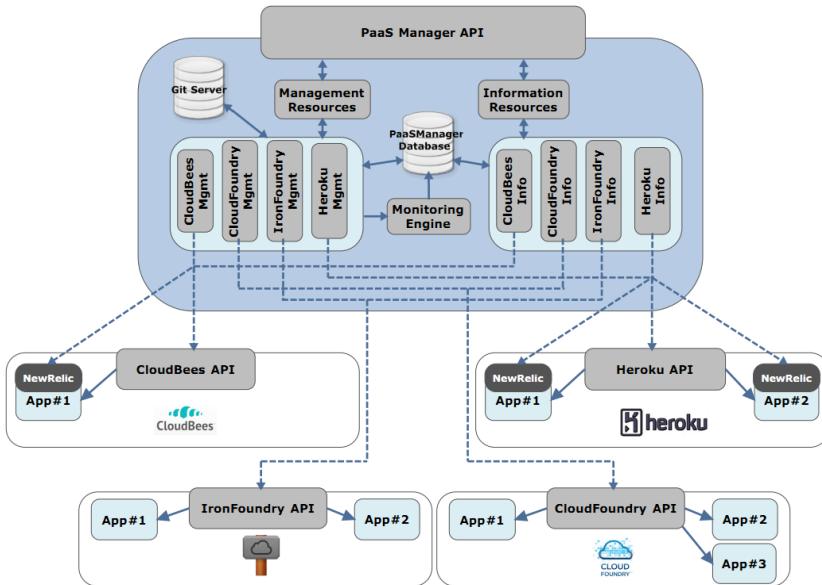 PaaS Manager API
Git Server
Management
Resources
Information
Resources
PaaSManager
Database
CloudBees
Mgmt
CloudFoundry
Mgmt
IronFoundry
Mgmt
Heroku
Mgmt
Monitoring
Engine
CloudBees
Info
CloudFoundry
Info
IronFoundry
Info
Heroku
Info
CloudBees API
NewRelic
App#1
CloudBees
Heroku API
NewRelic
App#1
NewRelic
App#2
heroku
IronFoundry API
App#1
App#2
CloudFoundry API
App#1
App#2
App#3
CLOUD
FOUNDRY